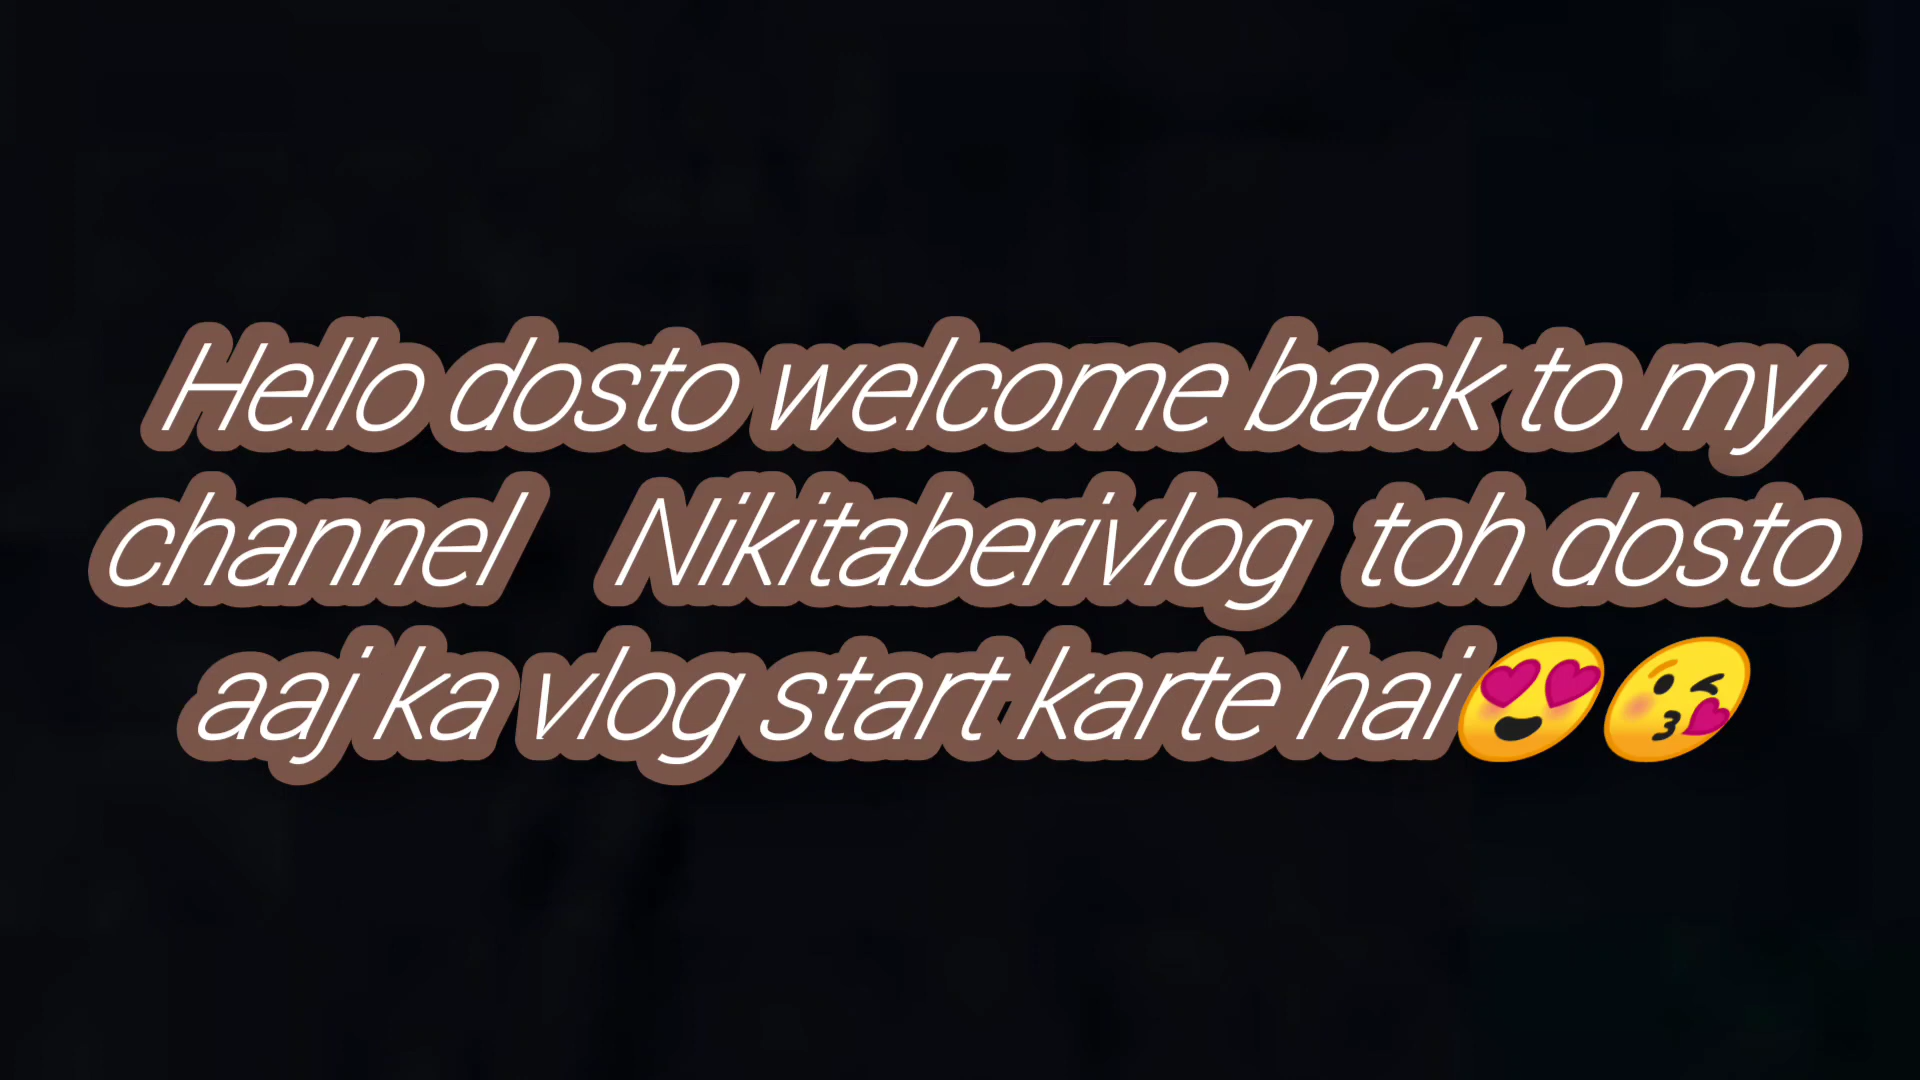 Hello dosto welcome back to my
channel Nikitaberivlog toh dosto
aaj ka vlog start karte hai😍😘